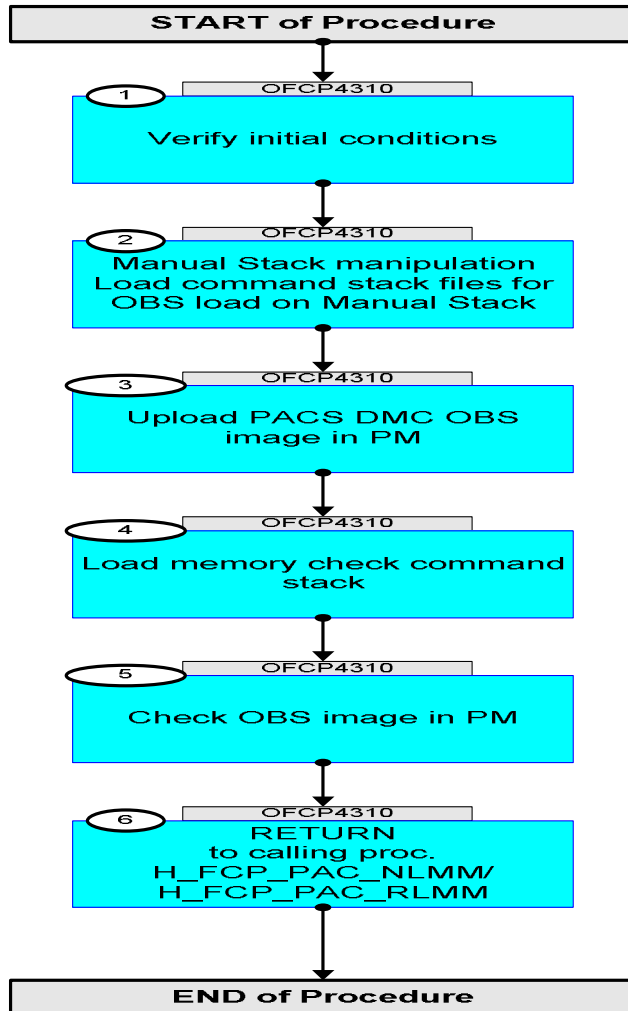 START of Procedure
OFCP4310
1
Verify initial conditions
OFCP4310
2
Manual Stack manipulation
Load command stack files for
OBS load on Manual Stack
OFCP4310
3
Upload PACS DMC OBS
image in PM
OFCP4310
4
Load memory check command
stack
OFCP4310
5
Check OBS image in PM
OFCP4310
6
RETURN
to calling proc.
H_FCP_PAC_NLMM/
H_FCP_PAC_RLMM
END of Procedure